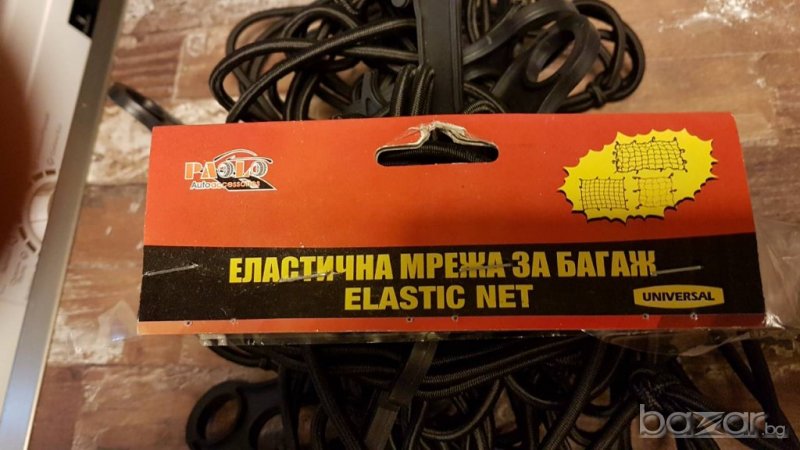 PAOLO
Autoaccessories
ЕЛАСТИЧНА МРЕЖА ЗА БАГАЖ
ELASTIC NET
UNIVERSAL
bazar.bg